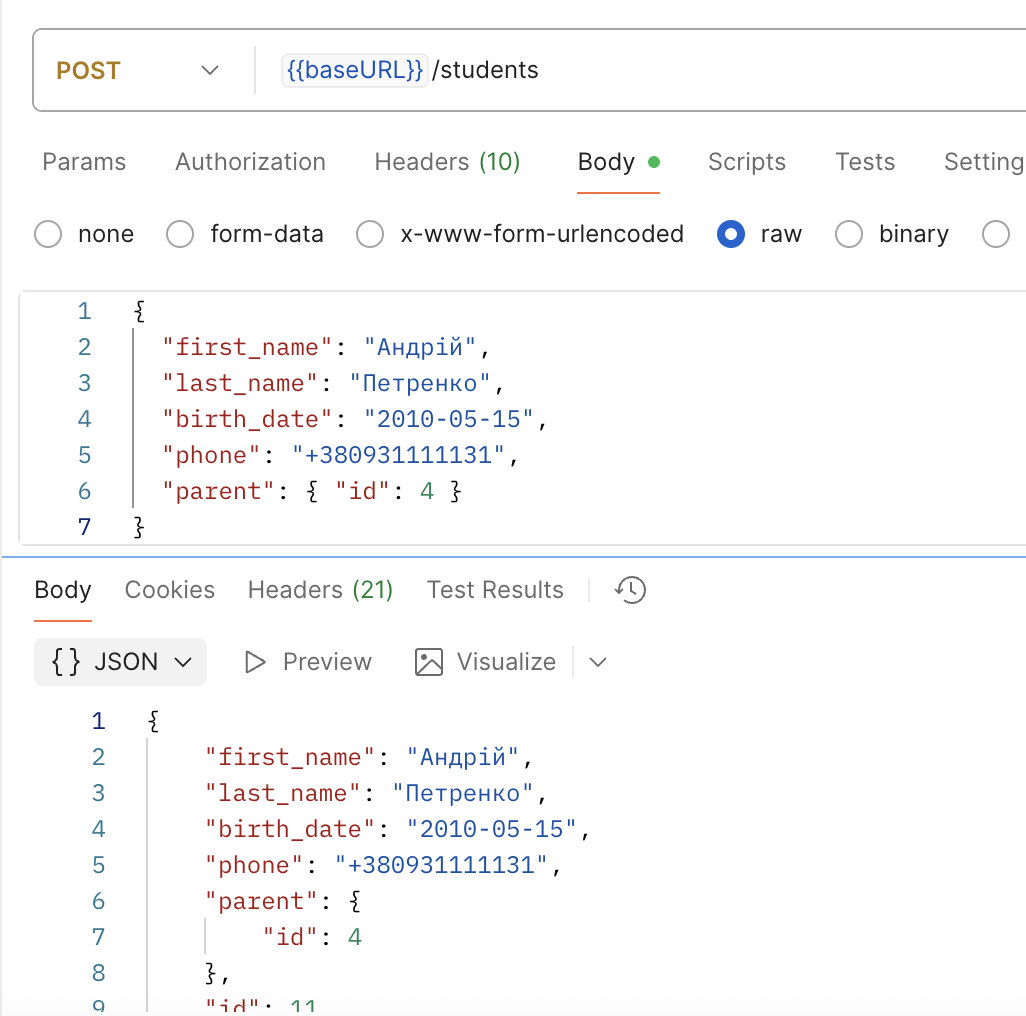 POST {{baseURL}} /students
Params Authorization Headers (10) Body Scripts Tests Setting
none form-data x-www-form-urlencoded raw binary
1 {
2 "first_name": "Андрій",
3 "last_name": "Петренко",
4 "birth_date": "2010-05-15",
5 "phone": "+380931111131",
6 "parent": { "id": 4 }
7 }
Body Cookies Headers (21) Test Results
{} JSON Preview Visualize
1 {
2 "first_name": "Андрій",
3 "last_name": "Петренко",
4 "birth_date": "2010-05-15",
5 "phone": "+380931111131",
6 "parent": {
7 "id": 4
8 },
9 "id": 11